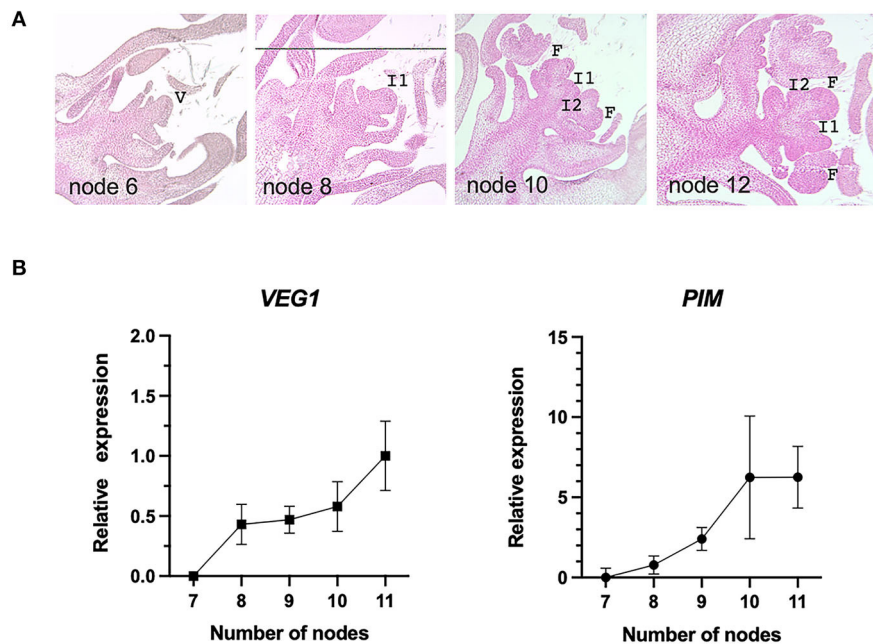 A
V
node 6
I1
node 8
F
I1
I2
F
node 10
I2
F
I1
F
node 12
B
VEG1
Relative expression
2.0
1.5
1.0
0.5
0.0
7 8 9 10 11
Number of nodes
PIM
Relative expression
15
10
5
0
7 8 9 10 11
Number of nodes